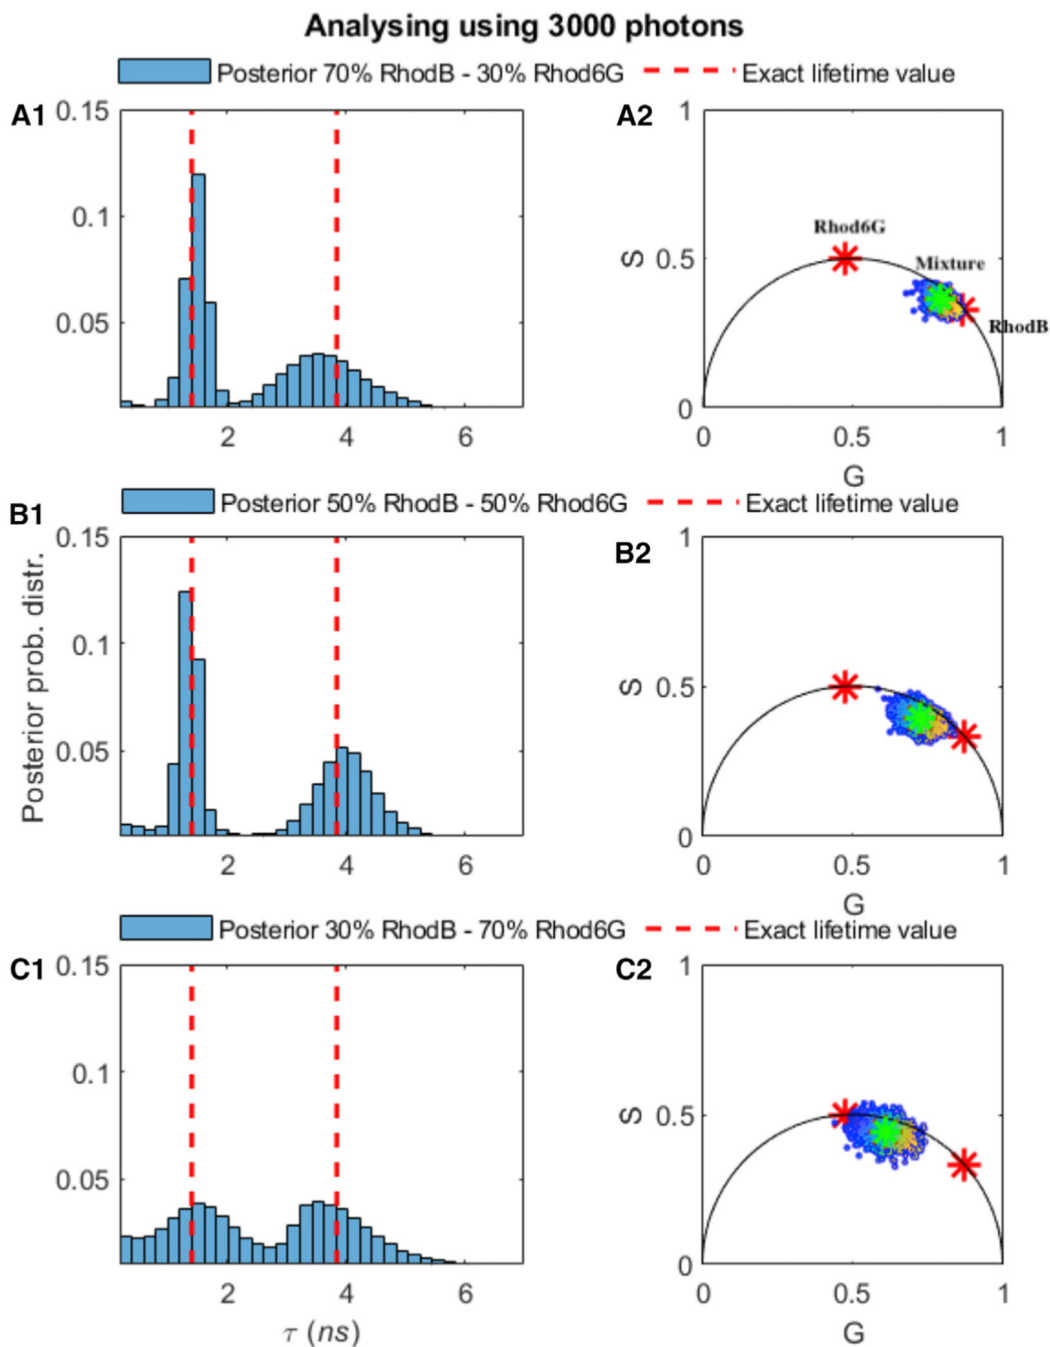 Analysing using 3000 photons
Posterior 70% RhodB - 30% Rhod6G Exact lifetime value
A1
0.15
0.1
0.05
2 4 6
A2
1
S 0.5
0
Rhod6G
Mixture
RhodB
0 0.5 1
G
Posterior 50% RhodB - 50% Rhod6G Exact lifetime value
B1
Posterior prob. distr.
0.15
0.1
0.05
2 4 6
B2
1
S 0.5
0
0 0.5 1
G
Posterior 30% RhodB - 70% Rhod6G Exact lifetime value
C1
0.15
0.1
0.05
2 4 6
τ (ns)
C2
1
S 0.5
0
0 0.5 1
G